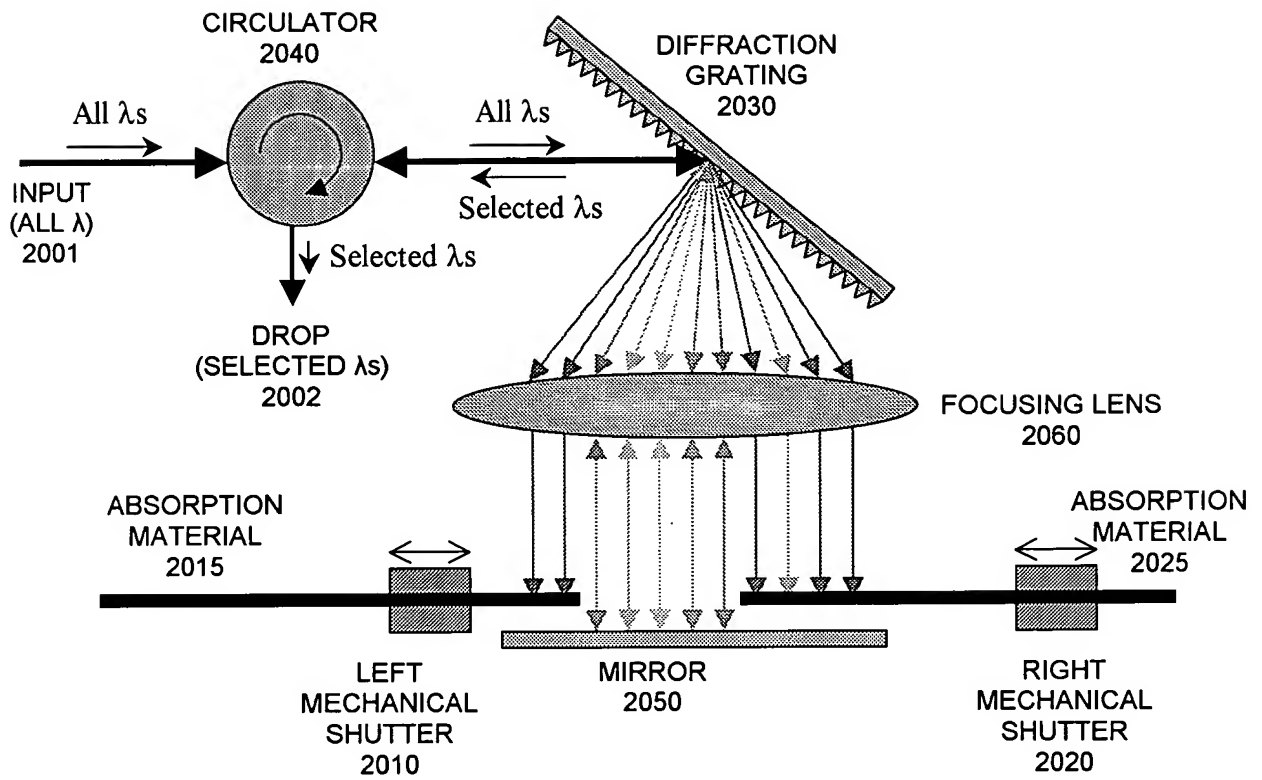 CIRCULATOR
2040
DIFFRACTION
GRATING
2030
All λs
All λs
INPUT
(ALL λ)
2001
Selected λs
Selected λs
DROP
(SELECTED λs)
2002
FOCUSING LENS
2060
ABSORPTION
MATERIAL
2015
ABSORPTION
MATERIAL
2025
LEFT
MECHANICAL
SHUTTER
2010
MIRROR
2050
RIGHT
MECHANICAL
SHUTTER
2020